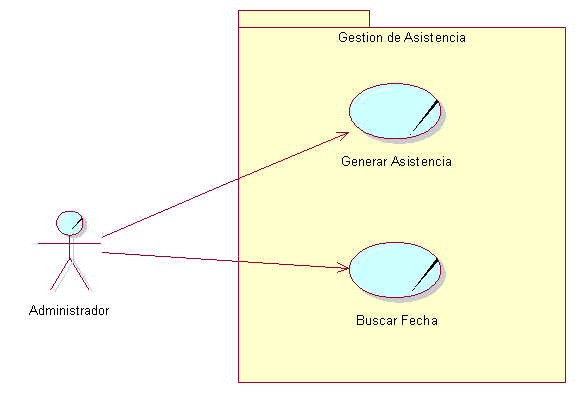 Gestion de Asistencia
Generar Asistencia
Administrador
Buscar Fecha